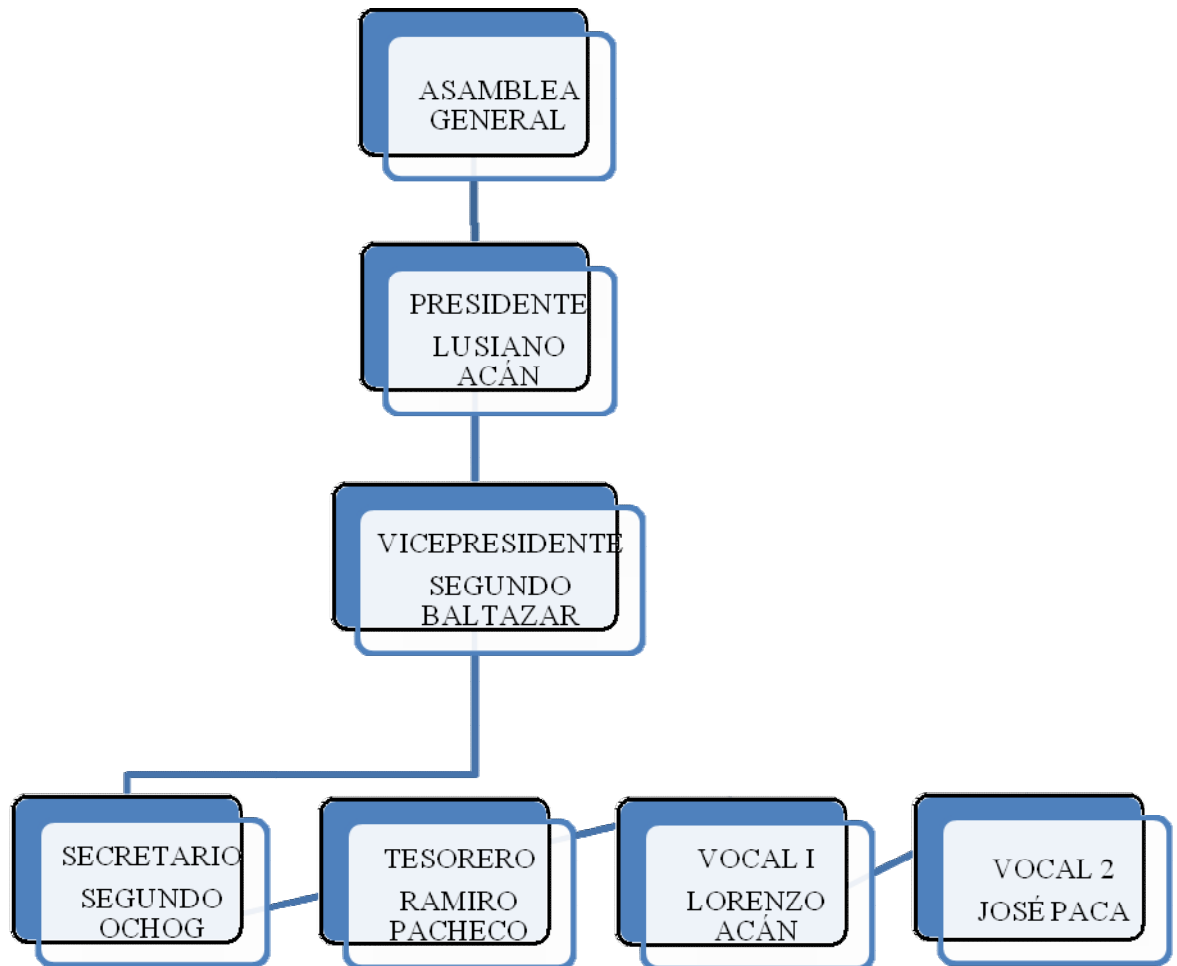 ASAMBLEA
GENERAL
PRESIDENTE
LUSIANO
ACÁN
VICEPRESIDENTE
SEGUNDO
BALTAZAR
SECRETARIO
SEGUNDO
OCHOG
TESORERO
RAMIRO
PACHECO
VOCAL I
LORENZO
ACÁN
VOCAL 2
JOSÉ PACA